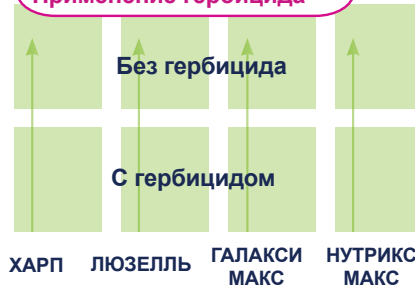 Применение гербицида
Без гербицида
С гербицидом
ХАРП
ЛЮЗЕЛЛЬ
ГАЛАКСИ
МАКС
НУТРИКС
МАКС